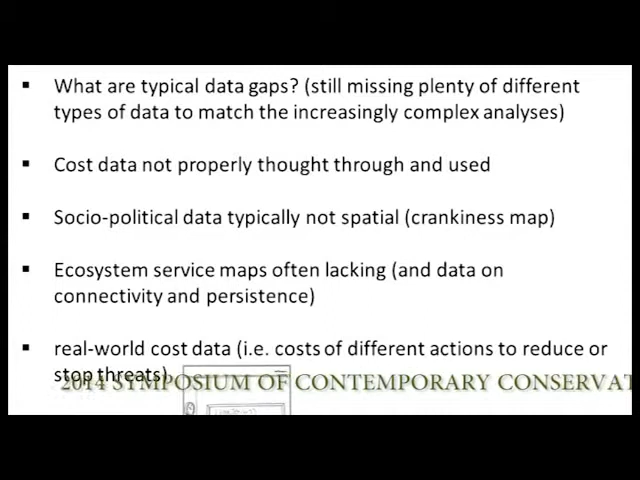 ▪ What are typical data gaps? (still missing plenty of different
types of data to match the increasingly complex analyses)
▪ Cost data not properly thought through and used
▪ Socio-political data typically not spatial (crankiness map)
▪ Ecosystem service maps often lacking (and data on
connectivity and persistence)
▪ real-world cost data (i.e. costs of different actions to reduce or
stop threats)
2014 SYMPOSIUM OF CONTEMPORARY CONSERVAT